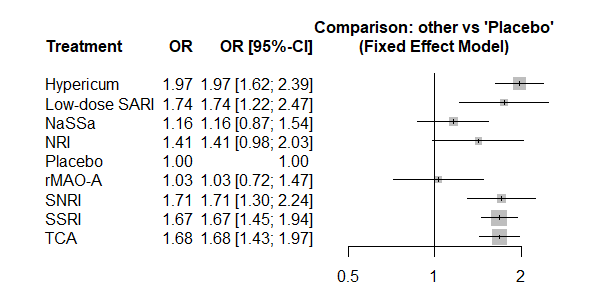 Comparison: other vs 'Placebo'
Treatment OR OR [95%-CI] (Fixed Effect Model)
Hypericum 1.97 1.97 [1.62; 2.39]
Low-dose SARI 1.74 1.74 [1.22; 2.47]
NaSSa 1.16 1.16 [0.87; 1.54]
NRI 1.41 1.41 [0.98; 2.03]
Placebo 1.00 1.00
rMAO-A 1.03 1.03 [0.72; 1.47]
SNRI 1.71 1.71 [1.30; 2.24]
SSRI 1.67 1.67 [1.45; 1.94]
TCA 1.68 1.68 [1.43; 1.97]
0.5 1 2